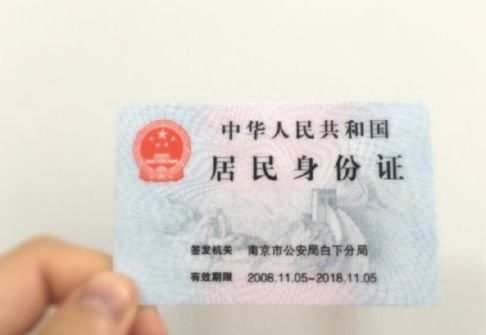 中华人民共和国
居民身份证
签发机关 南京市公安局白下分局
有效期限 2008.11.05-2018.11.05